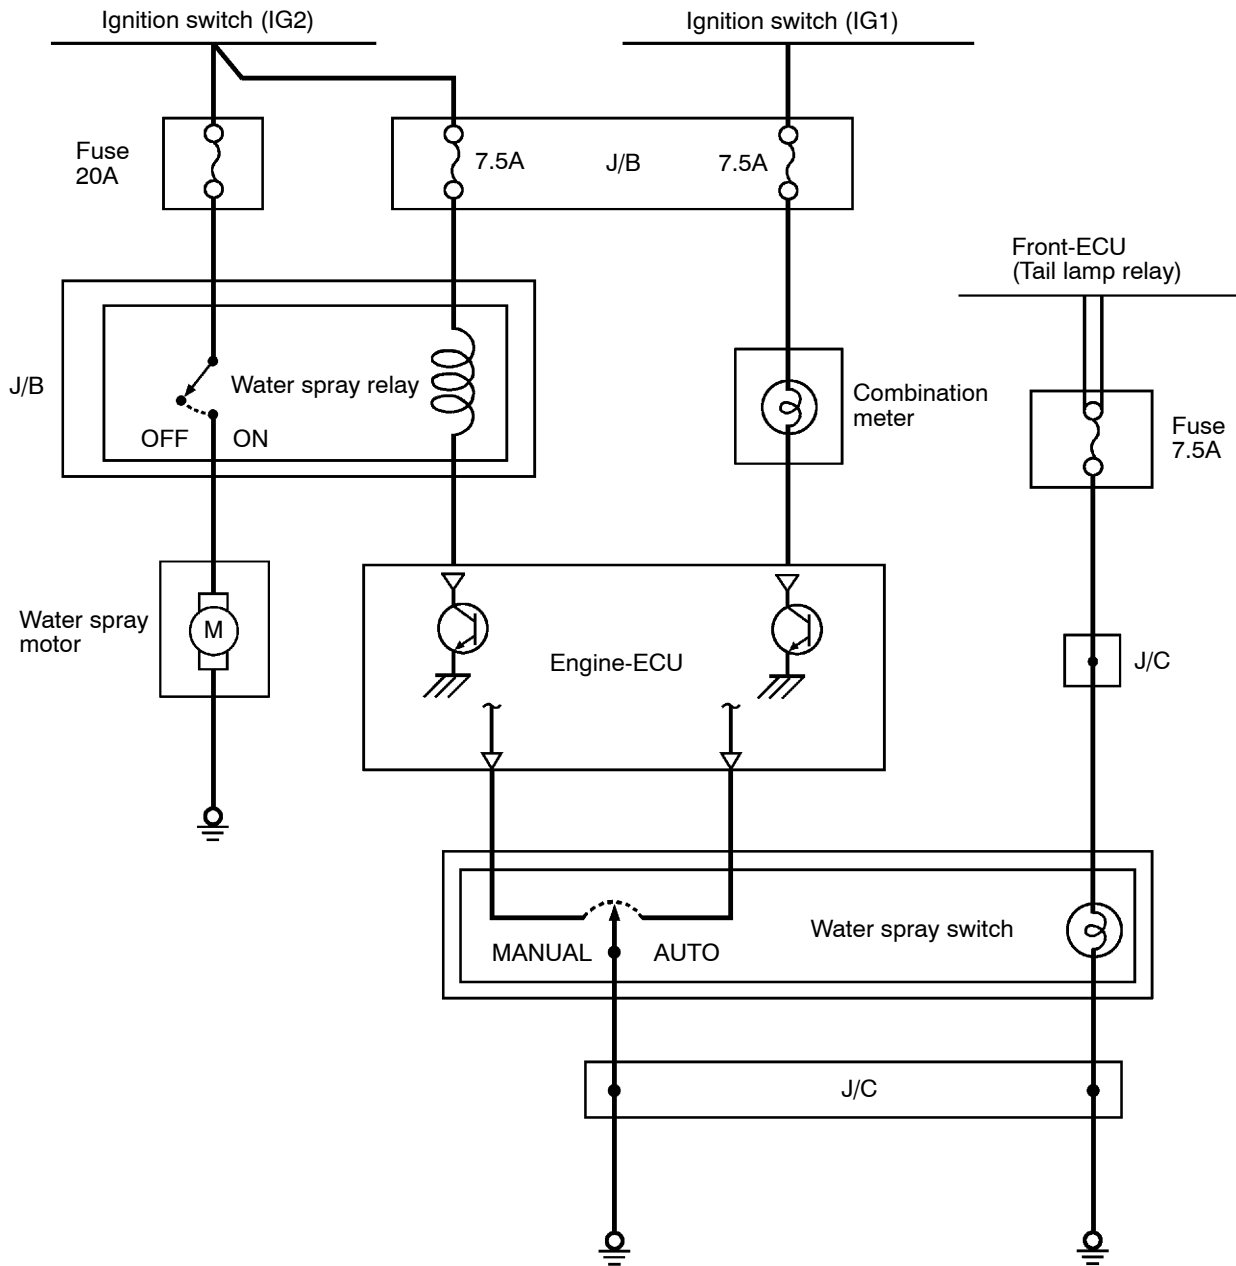 Ignition switch (IG2)
Ignition switch (IG1)
Fuse
20A
7.5A
J/B
7.5A
Front-ECU
(Tail lamp relay)
J/B
Water spray relay
OFF
ON
Combination
meter
Fuse
7.5A
Water spray
motor
M
Engine-ECU
J/C
MANUAL
AUTO
Water spray switch
J/C